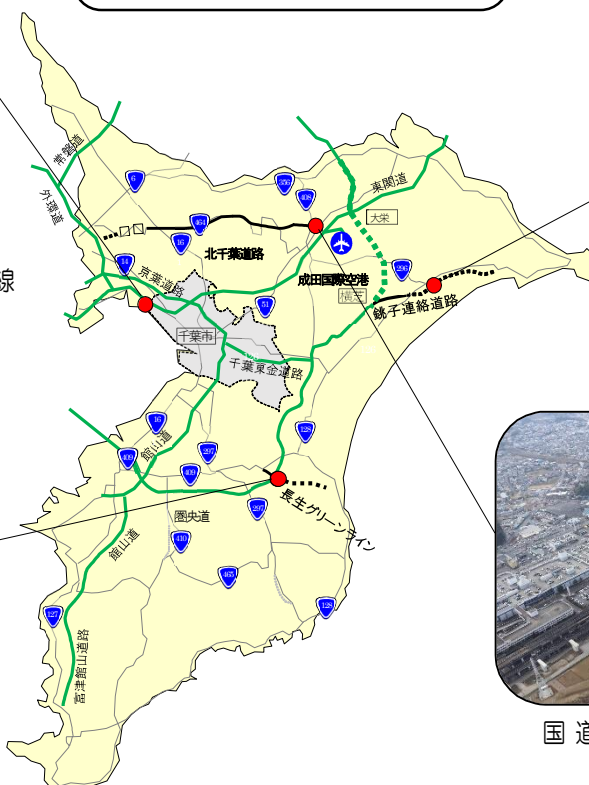 常磐道
外環道
6
356
408
464
16
東関道
大栄
北千葉道路
14
京葉道路
成田国際空港
296
横芝
銚子連絡道路
51
線
千葉市
千葉東金道路
16
館山道
128
297
409
409
長生グリーンライン
圏央道
297
館山道
410
465
128
127
富津館山道路
国道